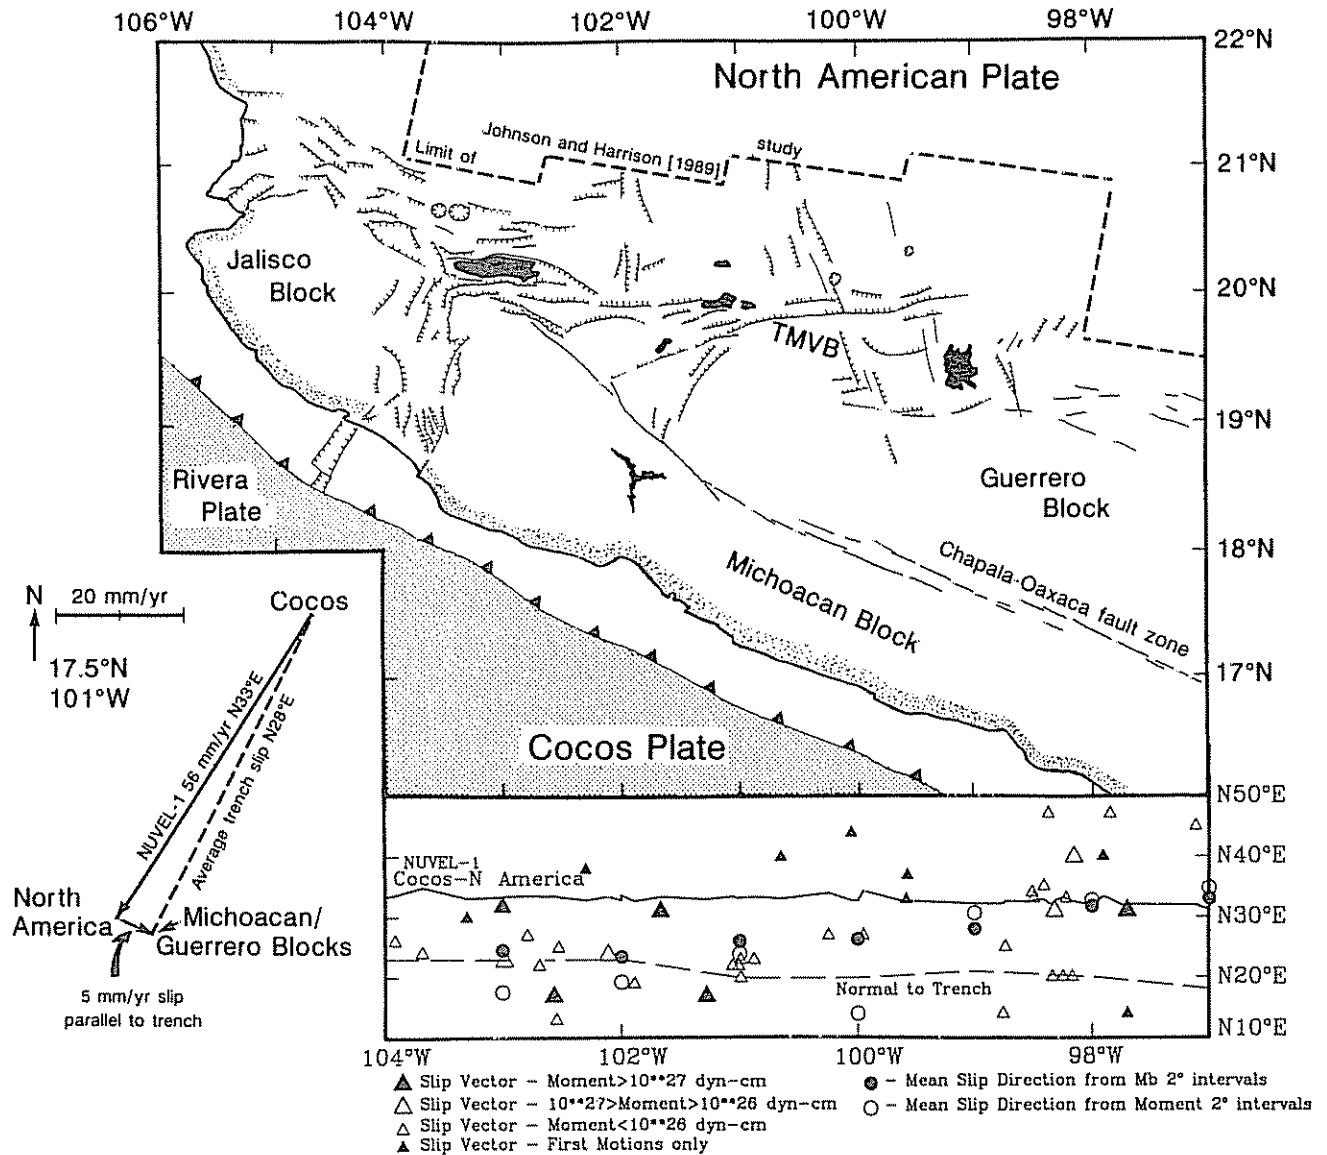 106°W 104°W 102°W 100°W 98°W
22°N
North American Plate
Johnson and Harrison [1989]
Limit of
study
21°N
Jalisco
Block
20°N
TMVB
19°N
Rivera
Plate
Guerrero
Block
18°N
Chapala-Oaxaca fault zone
Michoacan Block
17°N
Cocos Plate
N
20 mm/yr
Cocos
17.5°N
101°W
NUVEL-1 56 mm/yr N33°E
Average trench slip N28°E
North
America
Michoacan/
Guerrero Blocks
5 mm/yr slip
parallel to trench
N50°E
N40°E
NUVEL-1
Cocos-N America
N30°E
N20°E
Normal to Trench
N10°E
104°W 102°W 100°W 98°W
Slip Vector - Moment>10**27 dyn-cm
Slip Vector - 10**27>Moment>10**26 dyn-cm
Slip Vector - Moment<10**26 dyn-cm
Slip Vector - First Motions only
- Mean Slip Direction from Mb 2° intervals
- Mean Slip Direction from Moment 2° intervals